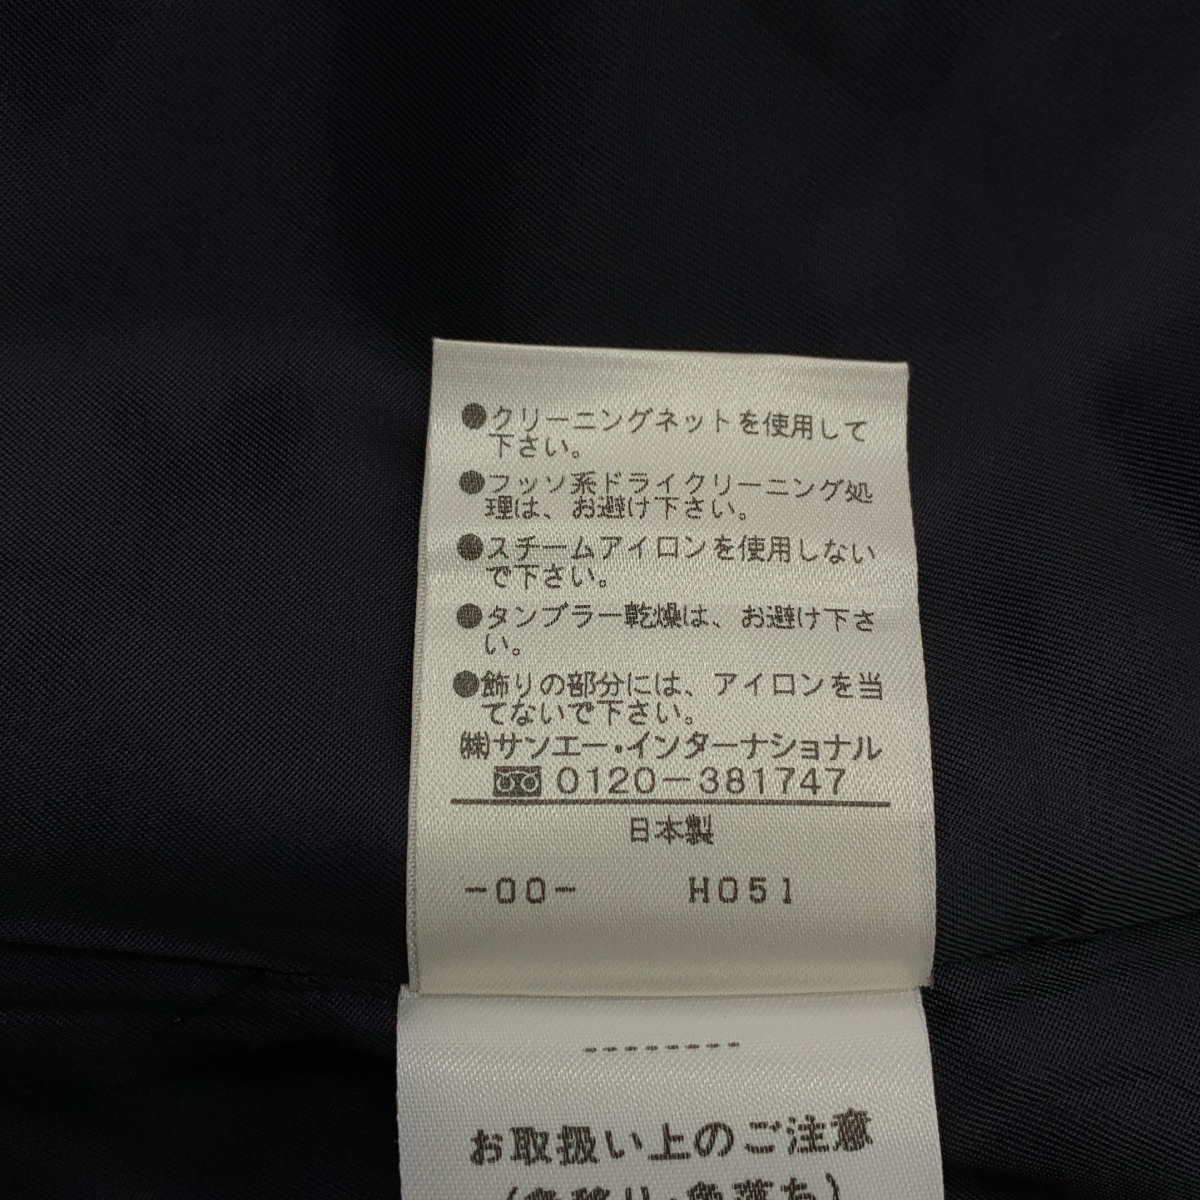 ●クリーニングネットを使用して
下さい。
●フッソ系ドライクリーニング処
理は、お避け下さい。
●スチームアイロンを使用しない
で下さい。
●タンブラー乾燥は、お避け下さ
い。
●飾りの部分には、アイロンを当
てないで下さい。
㈱サンエー・インターナショナル
0120-381747
日本製
-00- H051
--------
お取扱い上のご注意
(色移り・色落ち)